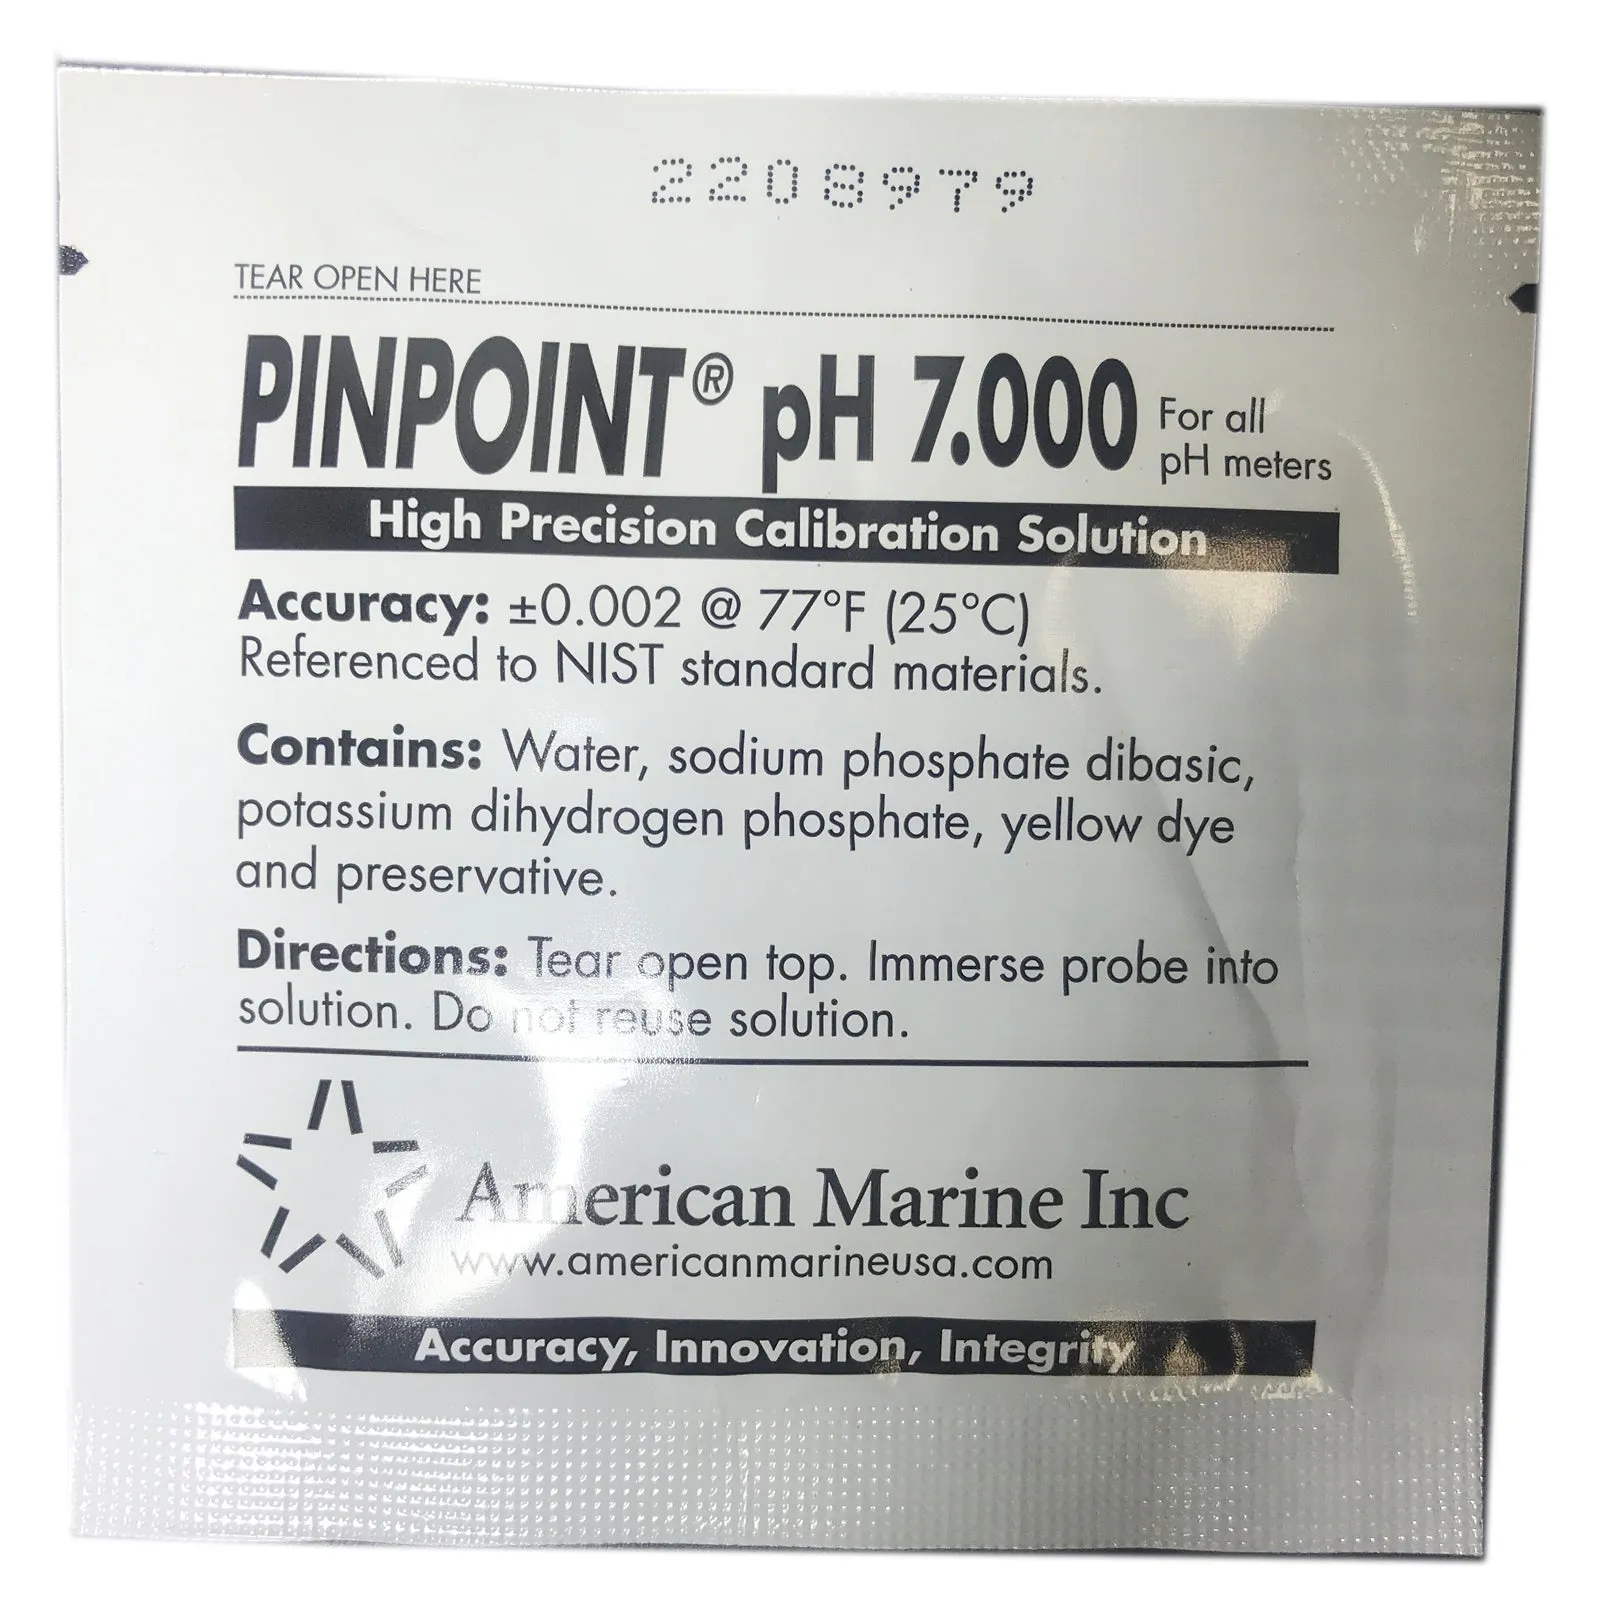 2208979
TEAR OPEN HERE
PINPOINT® pH 7.000 For all
pH meters
High Precision Calibration Solution
Accuracy: ±0.002 @ 77°F (25°C)
Referenced to NIST standard materials.
Contains: Water, sodium phosphate dibasic,
potassium dihydrogen phosphate, yellow dye
and preservative.
Directions: Tear open top. Immerse probe into
solution. Do not reuse solution.
American Marine Inc
www.americanmarineusa.com
Accuracy, Innovation, Integrity